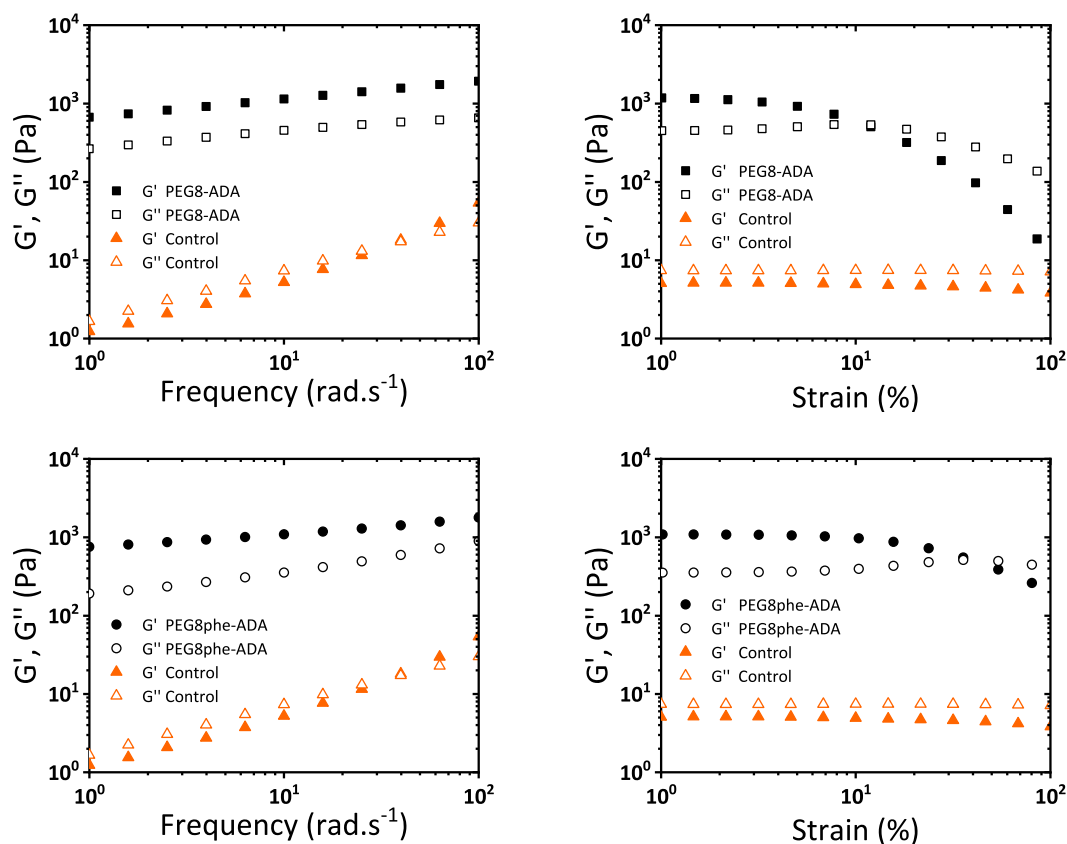 10⁴
10³
10²
10¹
10⁰
G', G'' (Pa)
G' PEG8-ADA
G'' PEG8-ADA
G' Control
G'' Control
10⁰ 10¹ 10²
Frequency (rad.s⁻¹)
10⁴
10³
10²
10¹
10⁰
G', G'' (Pa)
G' PEG8-ADA
G'' PEG8-ADA
G' Control
G'' Control
10⁰ 10¹ 10²
Strain (%)
10⁴
10³
10²
10¹
10⁰
G', G'' (Pa)
G' PEG8phe-ADA
G'' PEG8phe-ADA
G' Control
G'' Control
10⁰ 10¹ 10²
Frequency (rad.s⁻¹)
10⁴
10³
10²
10¹
10⁰
G', G'' (Pa)
G' PEG8phe-ADA
G'' PEG8phe-ADA
G' Control
G'' Control
10⁰ 10¹ 10²
Strain (%)